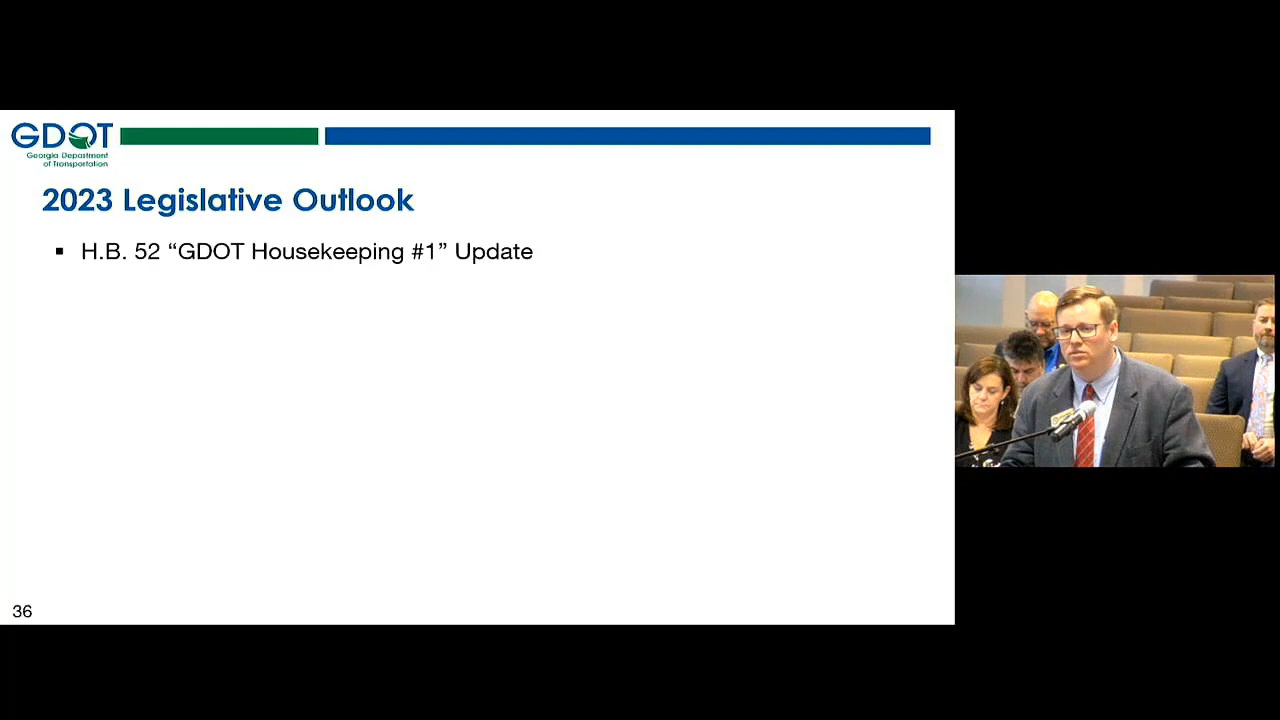 GDOT
Georgia Department
of Transportation
2023 Legislative Outlook
▪ H.B. 52 “GDOT Housekeeping #1” Update
36